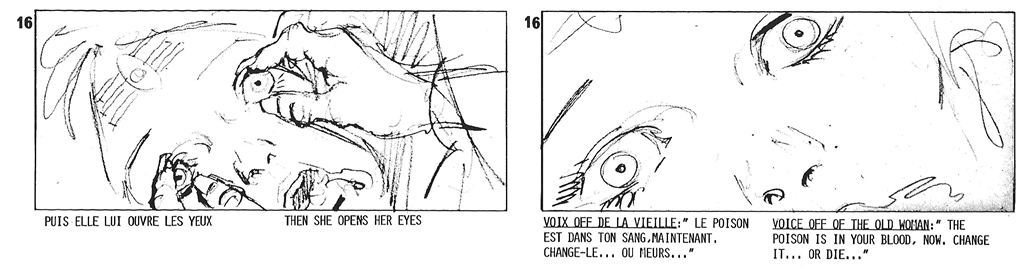 16
PUIS ELLE LUI OUVRE LES YEUX
THEN SHE OPENS HER EYES
16
VOIX OFF DE LA VIEILLE:" LE POISON
EST DANS TON SANG,MAINTENANT.
CHANGE-LE... OU MEURS..."
VOICE OFF OF THE OLD WOMAN:" THE
POISON IS IN YOUR BLOOD, NOW. CHANGE
IT... OR DIE..."